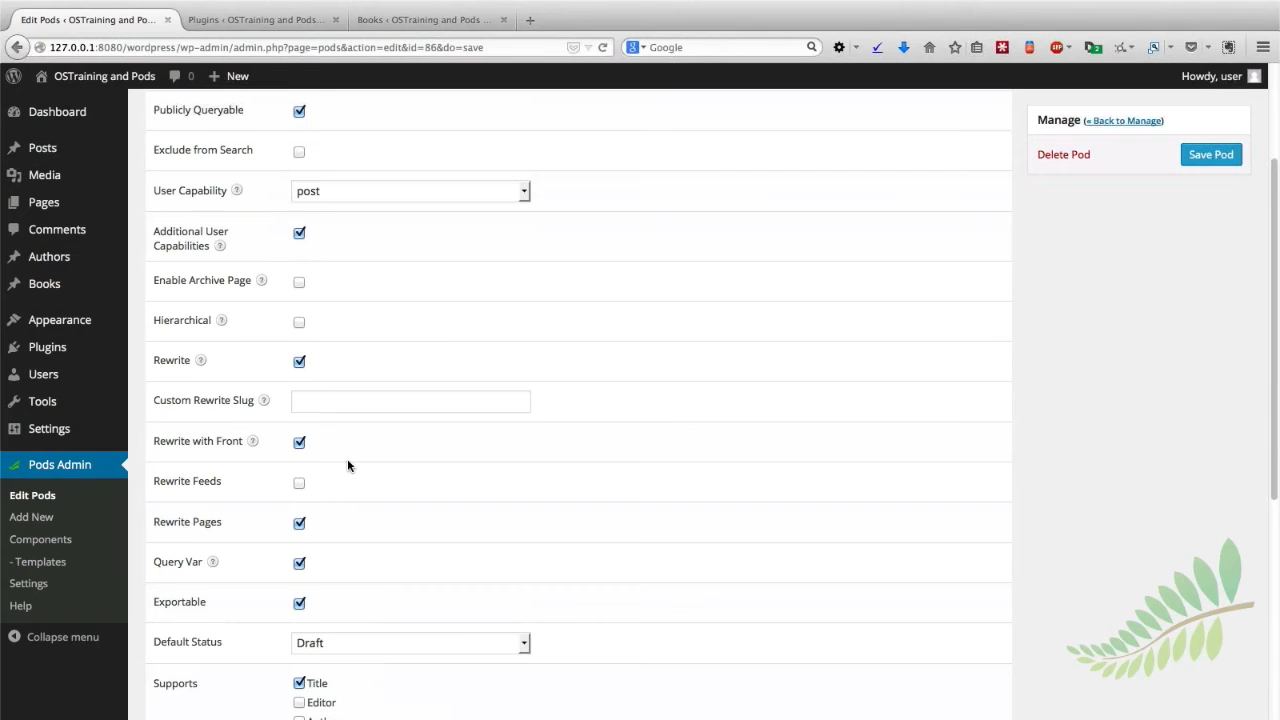 Edit Pods ‹ OSTraining and Po... × Plugins ‹ OSTraining and Pods... × Books ‹ OSTraining and Pods ... × +
127.0.0.1:8080/wordpress/wp-admin/admin.php?page=pods&action=edit&id=86&do=save Google
OSTraining and Pods 0 + New Howdy, user
Dashboard
Posts
Media
Pages
Comments
Authors
Books
Appearance
Plugins
Users
Tools
Settings
Pods Admin
Edit Pods
Add New
Components
- Templates
Settings
Help
Collapse menu
Publicly Queryable
Exclude from Search
User Capability ? post
Additional User
Capabilities ?
Enable Archive Page ?
Hierarchical ?
Rewrite ?
Custom Rewrite Slug ?
Rewrite with Front ?
Rewrite Feeds
Rewrite Pages
Query Var ?
Exportable
Default Status Draft
Supports Title
Editor
Manage (« Back to Manage)
Delete Pod Save Pod